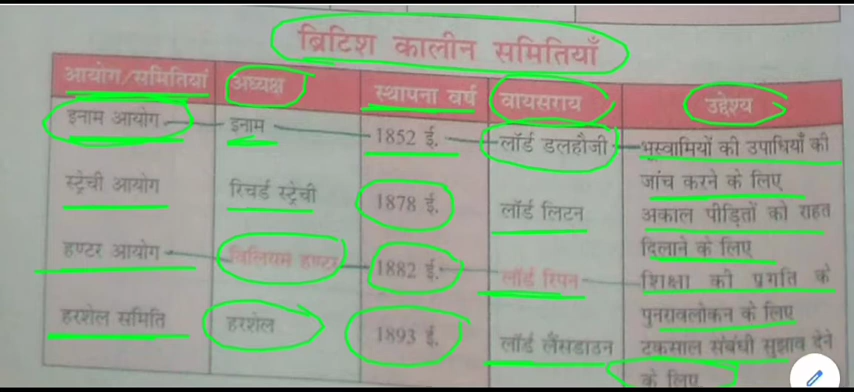 ब्रिटिश कालीन समितियाँ
आयोग/समितियां अध्यक्ष स्थापना वर्ष वायसराय उद्देश्य
इनाम आयोग इनाम 1852 ई. लॉर्ड डलहौजी भूस्वामियों की उपाधियाँ की
जांच करने के लिए
स्ट्रेची आयोग रिचर्ड स्ट्रेची 1878 ई. लॉर्ड लिटन अकाल पीड़ितों को राहत
दिलाने के लिए
हण्टर आयोग विलियम हण्टर 1882 ई. लॉर्ड रिपन शिक्षा की प्रगति के
पुनरावलोकन के लिए
हरशेल समिति हरशेल 1893 ई. लॉर्ड लैंसडाउन टकसाल संबंधी सुझाव देने
के लिए